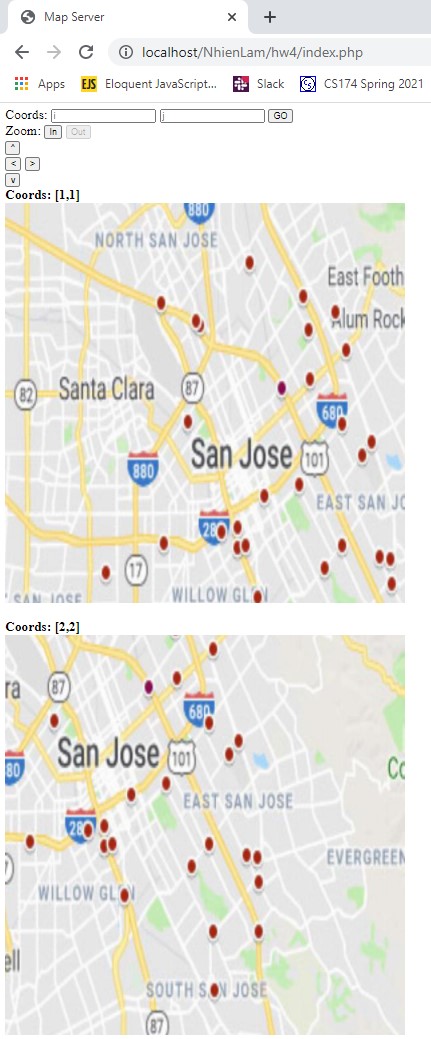 Map Server
localhost/NhienLam/hw4/index.php
Apps EJS Eloquent JavaScript... Slack CS CS174 Spring 2021
Coords: i j GO
Zoom: In Out
^
< >
v
Coords: [1,1]
880
NORTH SAN JOSE
East Footh
Alum Rock
82 Santa Clara 87
680
San Jose 101
880
EAST SAN JO
280
17
SAN JOSE WILLOW GLEN
Coords: [2,2]
ra 87
680
San Jose 101
80
EAST SAN JOSE
Co
280
EVERGREEN
WILLOW GLEN
ell
SOUTH SAN JOSE
87